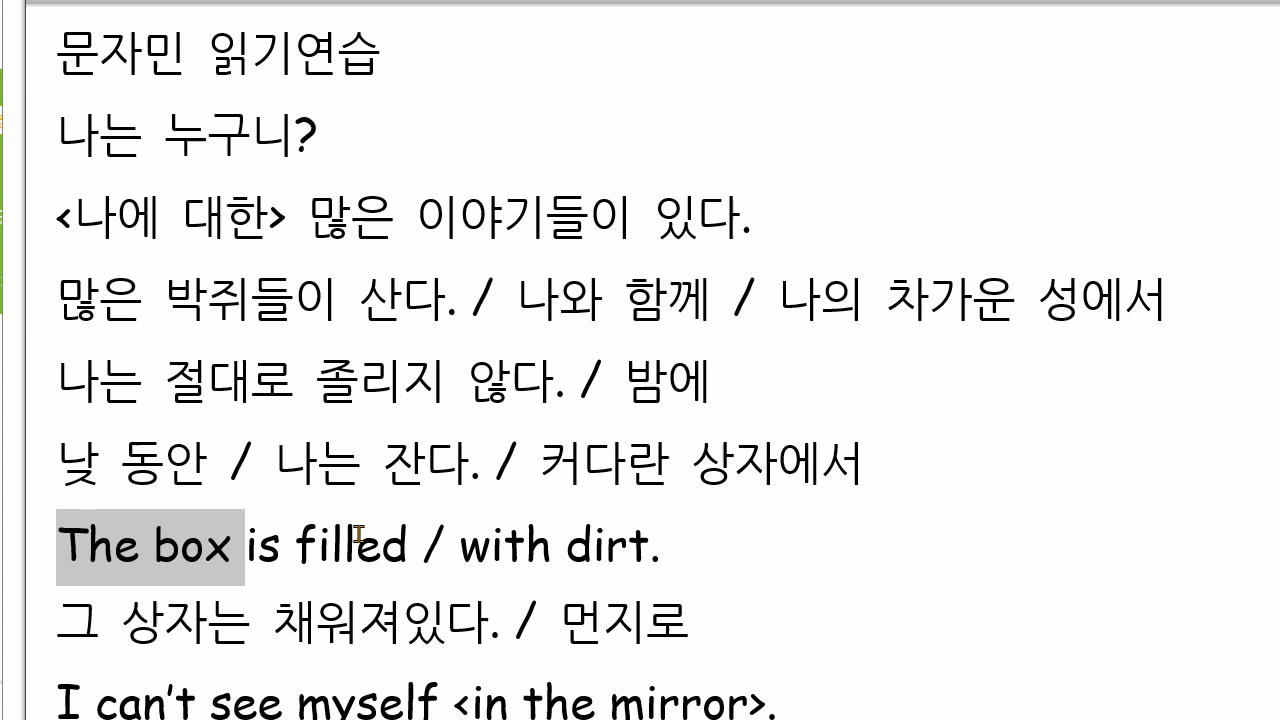 문자민 읽기연습
나는 누구니?
<나에 대한> 많은 이야기들이 있다.
많은 박쥐들이 산다. / 나와 함께 / 나의 차가운 성에서
나는 절대로 졸리지 않다. / 밤에
낮 동안 / 나는 잔다. / 커다란 상자에서
The box is filled / with dirt.
그 상자는 채워져있다. / 먼지로
I can't see myself <in the mirror>.